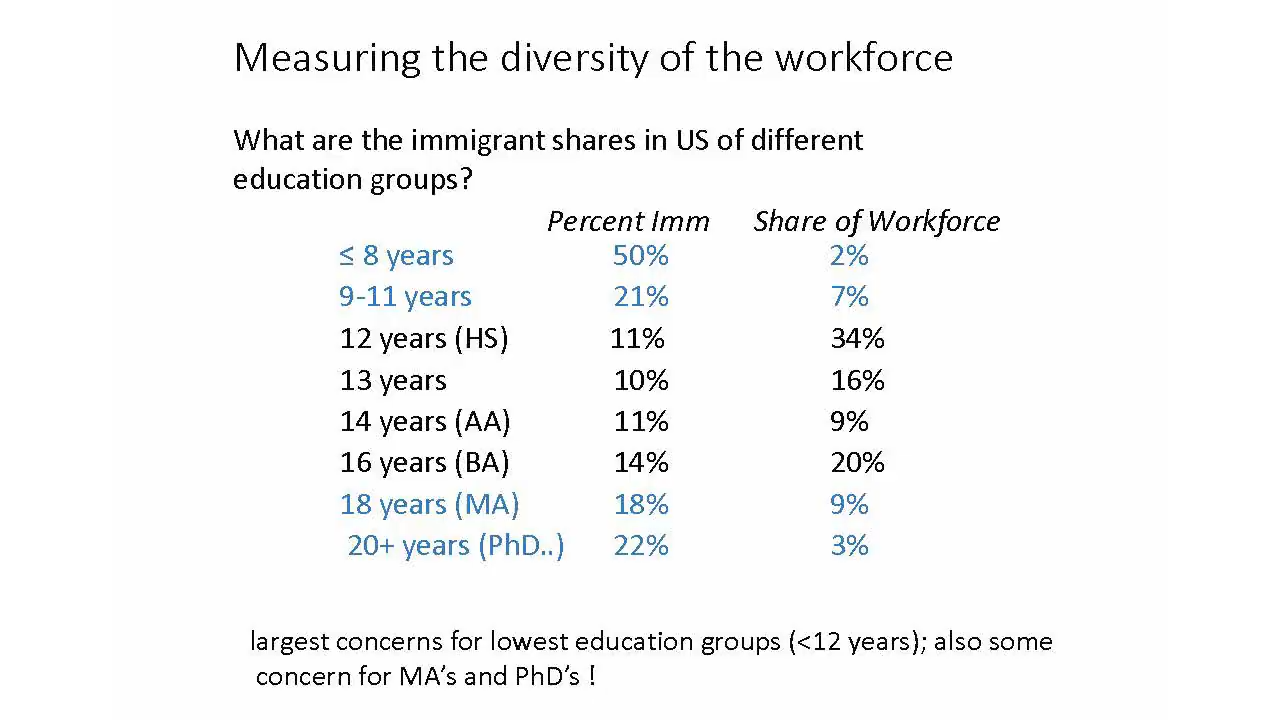 Measuring the diversity of the workforce
What are the immigrant shares in US of different
education groups?
Percent Imm Share of Workforce
≤ 8 years 50% 2%
9-11 years 21% 7%
12 years (HS) 11% 34%
13 years 10% 16%
14 years (AA) 11% 9%
16 years (BA) 14% 20%
18 years (MA) 18% 9%
20+ years (PhD..) 22% 3%
largest concerns for lowest education groups (<12 years); also some
concern for MA’s and PhD’s !